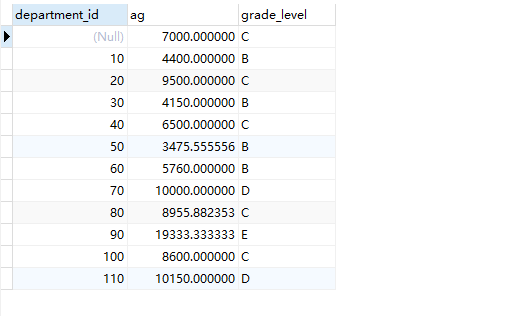 department_id ag grade_level
(Null) 7000.000000 C
10 4400.000000 B
20 9500.000000 C
30 4150.000000 B
40 6500.000000 C
50 3475.555556 B
60 5760.000000 B
70 10000.000000 D
80 8955.882353 C
90 19333.333333 E
100 8600.000000 C
110 10150.000000 D